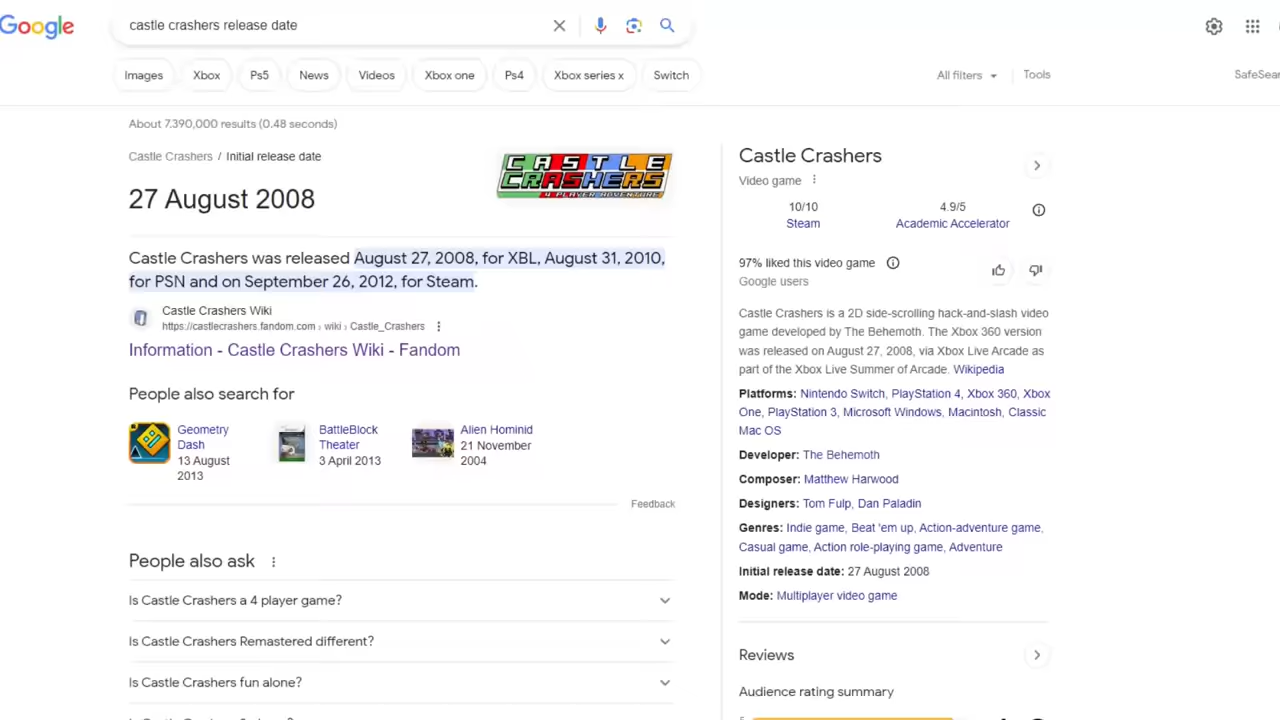 Google
castle crashers release date
Images
Xbox
Ps5
News
Videos
Xbox one
Ps4
Xbox series x
Switch
All filters
Tools
SafeSear
About 7,390,000 results (0.48 seconds)
Castle Crashers / Initial release date
27 August 2008
CASTLE
CRASHERS
4 PLAYER ADVENTURE!
Castle Crashers was released August 27, 2008, for XBL, August 31, 2010,
for PSN and on September 26, 2012, for Steam.
Castle Crashers Wiki
https://castlecrashers.fandom.com › wiki › Castle_Crashers
Information - Castle Crashers Wiki - Fandom
People also search for
Geometry
Dash
13 August
2013
BattleBlock
Theater
3 April 2013
Alien Hominid
21 November
2004
Feedback
People also ask
Is Castle Crashers a 4 player game?
Is Castle Crashers Remastered different?
Is Castle Crashers fun alone?
Castle Crashers
Video game
10/10
Steam
4.9/5
Academic Accelerator
97% liked this video game
Google users
Castle Crashers is a 2D side-scrolling hack-and-slash video
game developed by The Behemoth. The Xbox 360 version
was released on August 27, 2008, via Xbox Live Arcade as
part of the Xbox Live Summer of Arcade. Wikipedia
Platforms: Nintendo Switch, PlayStation 4, Xbox 360, Xbox
One, PlayStation 3, Microsoft Windows, Macintosh, Classic
Mac OS
Developer: The Behemoth
Composer: Matthew Harwood
Designers: Tom Fulp, Dan Paladin
Genres: Indie game, Beat 'em up, Action-adventure game,
Casual game, Action role-playing game, Adventure
Initial release date: 27 August 2008
Mode: Multiplayer video game
Reviews
Audience rating summary